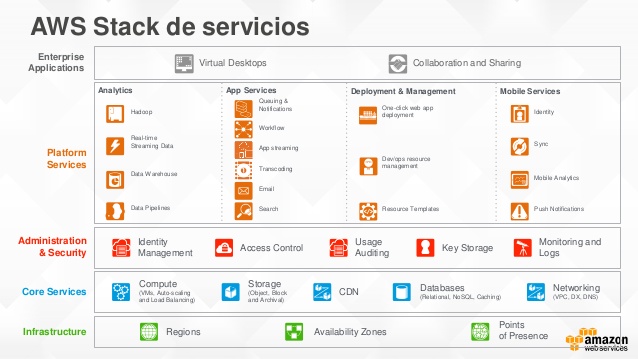 AWS Stack de servicios
Enterprise
Applications
Virtual Desktops
Collaboration and Sharing
Platform
Services
Analytics
Hadoop
Real-time
Streaming Data
Data Warehouse
Data Pipelines
App Services
Queuing &
Notifications
Workflow
App streaming
Transcoding
Email
Search
Deployment & Management
One-click web app
deployment
Dev/ops resource
management
Resource Templates
Mobile Services
Identity
Sync
Mobile Analytics
Push Notifications
Administration
& Security
Identity
Management
Access Control
Usage
Auditing
Key Storage
Monitoring and
Logs
Core Services
Compute
(VMs, Auto-scaling
and Load Balancing)
Storage
(Object, Block
and Archival)
CDN
Databases
(Relational, NoSQL, Caching)
Networking
(VPC, DX, DNS)
Infrastructure
Regions
Availability Zones
Points
of Presence
amazon
webservices